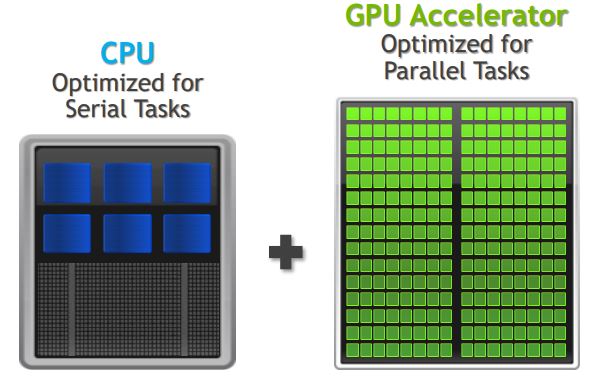 CPU
Optimized for
Serial Tasks
GPU Accelerator
Optimized for
Parallel Tasks